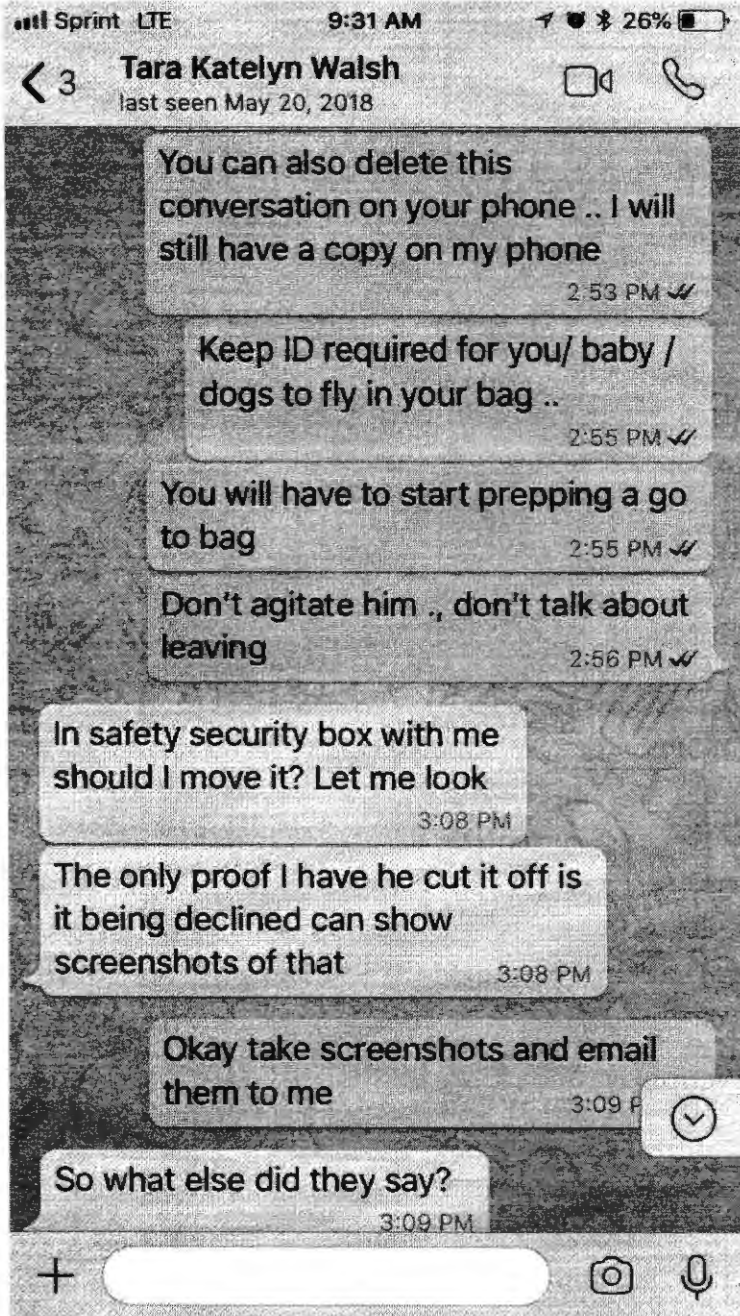 Sprint LTE 9:31 AM 26%
3 Tara Katelyn Walsh
last seen May 20, 2018
You can also delete this
conversation on your phone .. I will
still have a copy on my phone
2:53 PM
Keep ID required for you/ baby /
dogs to fly in your bag ..
2:55 PM
You will have to start prepping a go
to bag 2:55 PM
Don't agitate him ., don't talk about
leaving 2:56 PM
In safety security box with me
should I move it? Let me look
3:08 PM
The only proof I have he cut it off is
it being declined can show
screenshots of that 3:08 PM
Okay take screenshots and email
them to me 3:09 P
So what else did they say?
3:09 PM